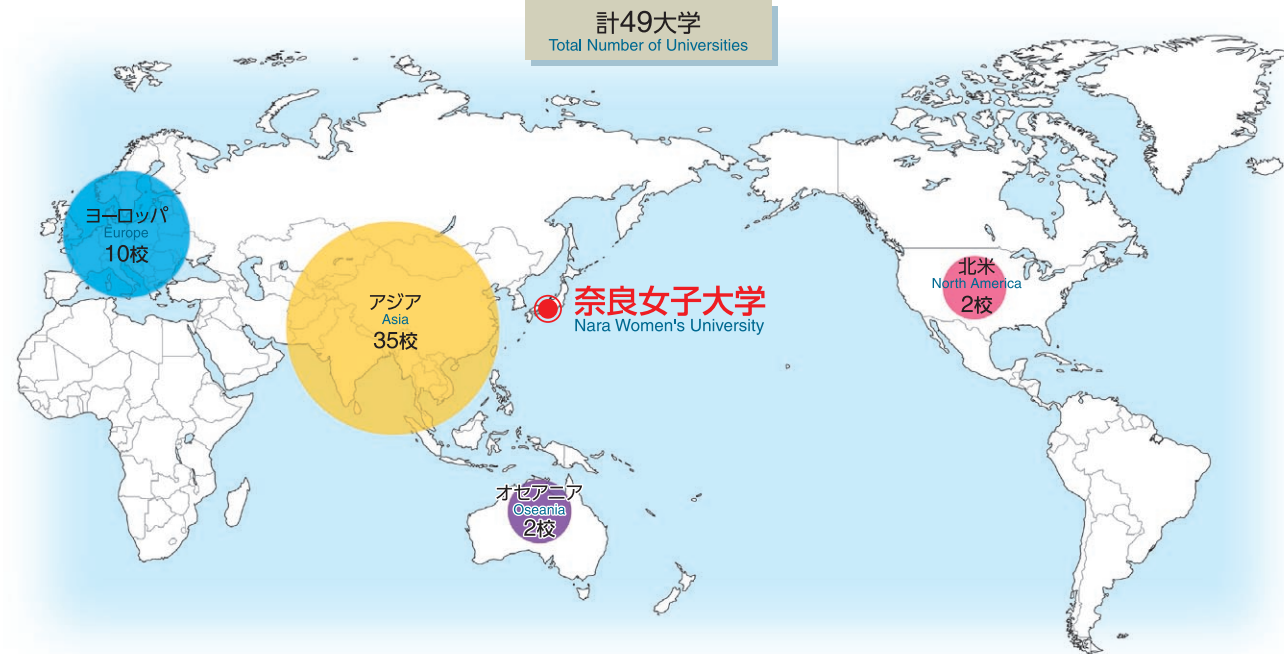 計49大学
Total Number of Universities
ヨーロッパ
Europe
10校
アジア
Asia
35校
奈良女子大学
Nara Women's University
北米
North America
2校
オセアニア
Oseania
2校